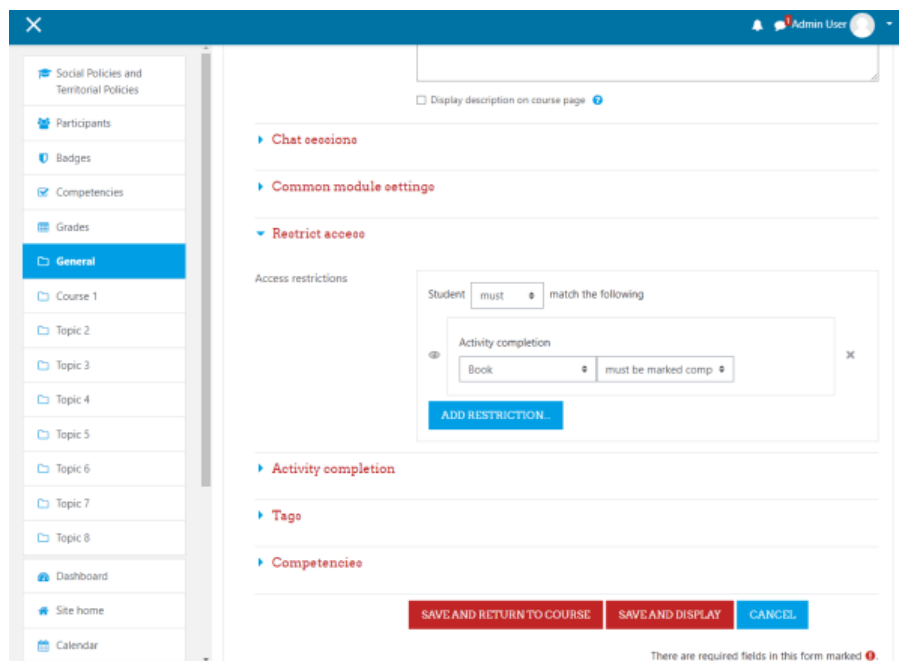 1
Admin User
Social Policies and
Territorial Policies
Participants
Badges
Competencies
Grades
General
Course 1
Topic 2
Topic 3
Topic 4
Topic 5
Topic 6
Topic 7
Topic 8
Dashboard
Site home
Calendar
Display description on course page
Chat sessions
Common module settings
Restrict access
Access restrictions
Student must match the following
Activity completion
Book must be marked comp
ADD RESTRICTION...
Activity completion
Tags
Competencies
SAVE AND RETURN TO COURSE SAVE AND DISPLAY CANCEL
There are required fields in this form marked .